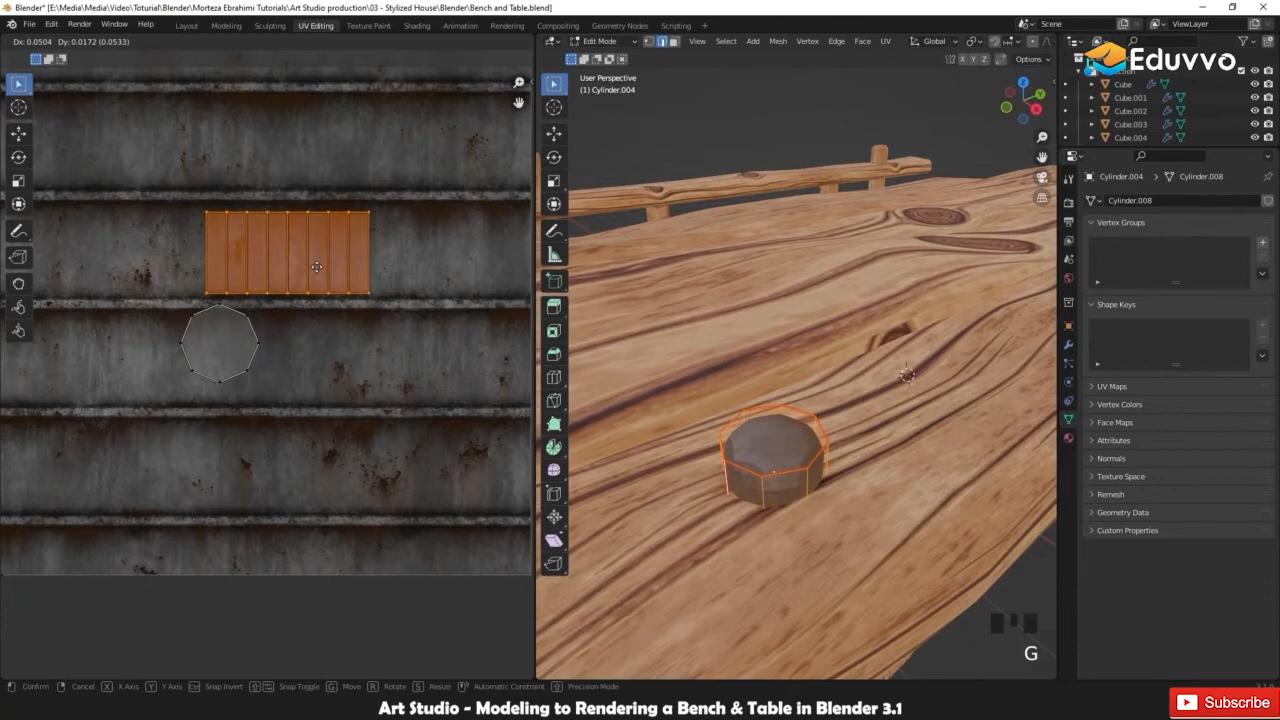 Blender* [E:\Media\Media\Video\Toturial\Blender\Morteza Ebrahimi Tutorials\Art Studio production\03 - Stylized House\Blender\Bench and Table.blend]
File Edit Render Window Help Layout Modeling Sculpting UV Editing Texture Paint Shading Animation Rendering Compositing Geometry Nodes Scripting + Scene ViewLayer
Dx: 0.0504 Dy: 0.0172 (0.0533)
Edit Mode View Select Add Mesh Vertex Edge Face UV Global
X Y Z Options
Eduvvo
User Perspective
(1) Cylinder.004
Z
Y
X
Cube
Cube.001
Cube.002
Cube.003
Cube.004
Cylinder.004 > Cylinder.008
Cylinder.008
Vertex Groups
Shape Keys
UV Maps
Vertex Colors
Face Maps
Attributes
Normals
Texture Space
Remesh
Geometry Data
Custom Properties
G
Confirm Cancel X X Axis Y Y Axis Ctrl Snap Invert Snap Toggle G Move R Rotate S Resize Automatic Constraint Precision Mode
Art Studio - Modeling to Rendering a Bench & Table in Blender 3.1
Subscribe